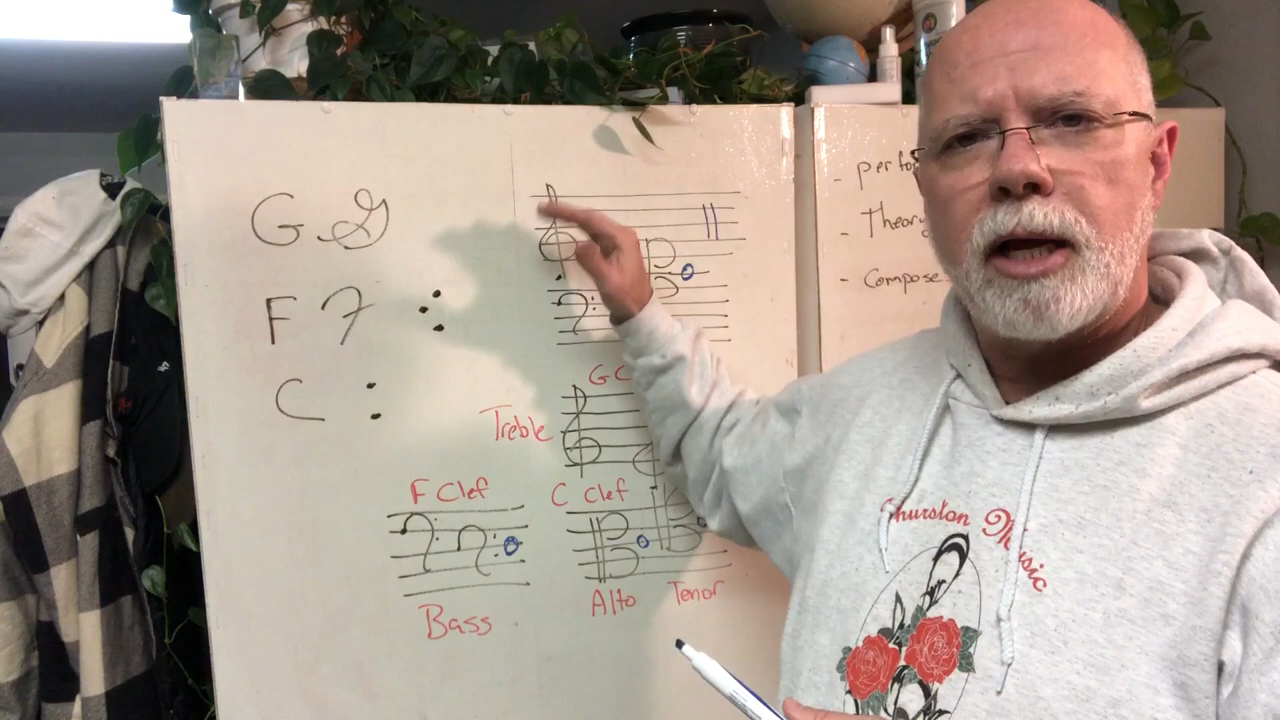 G G
F F :
C :
G C
Treble
F Clef
C Clef
Bass
Alto
Tenor
- perfo
- Theory
- Compose
Thurston Music